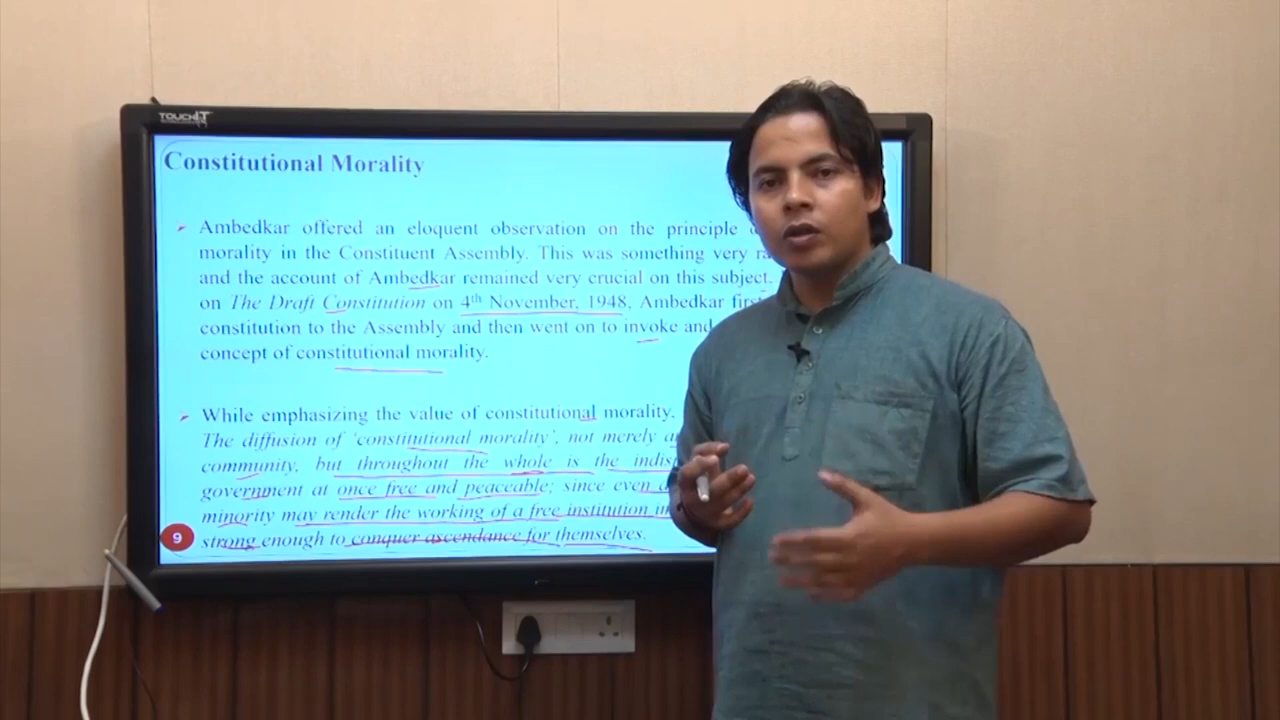 TOUCHIT
Constitutional Morality
Ambedkar offered an eloquent observation on the principle
morality in the Constituent Assembly. This was something very
and the account of Ambedkar remained very crucial on this subject.
on The Draft Constitution on 4th November, 1948, Ambedkar
constitution to the Assembly and then went on to invoke and
concept of constitutional morality.
While emphasizing the value of constitutional morality,
The diffusion of 'constitutional morality', not merely
community, but throughout the whole is the
government at once free and peaceable; since even
minority may render the working of a free institution
strong enough to conquer ascendance for themselves.
9